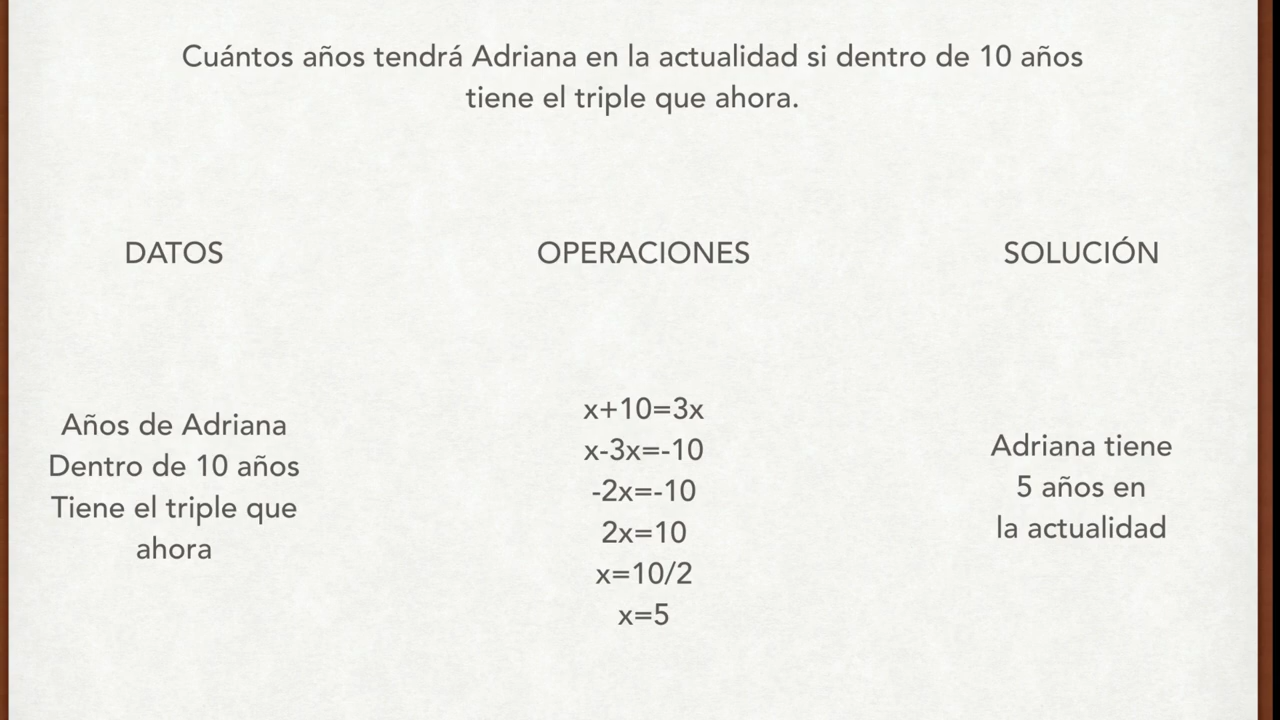 Cuántos años tendrá Adriana en la actualidad si dentro de 10 años
tiene el triple que ahora.
DATOS
OPERACIONES
SOLUCIÓN
Años de Adriana
Dentro de 10 años
Tiene el triple que
ahora
x+10=3x
x-3x=-10
-2x=-10
2x=10
x=10/2
x=5
Adriana tiene
5 años en
la actualidad